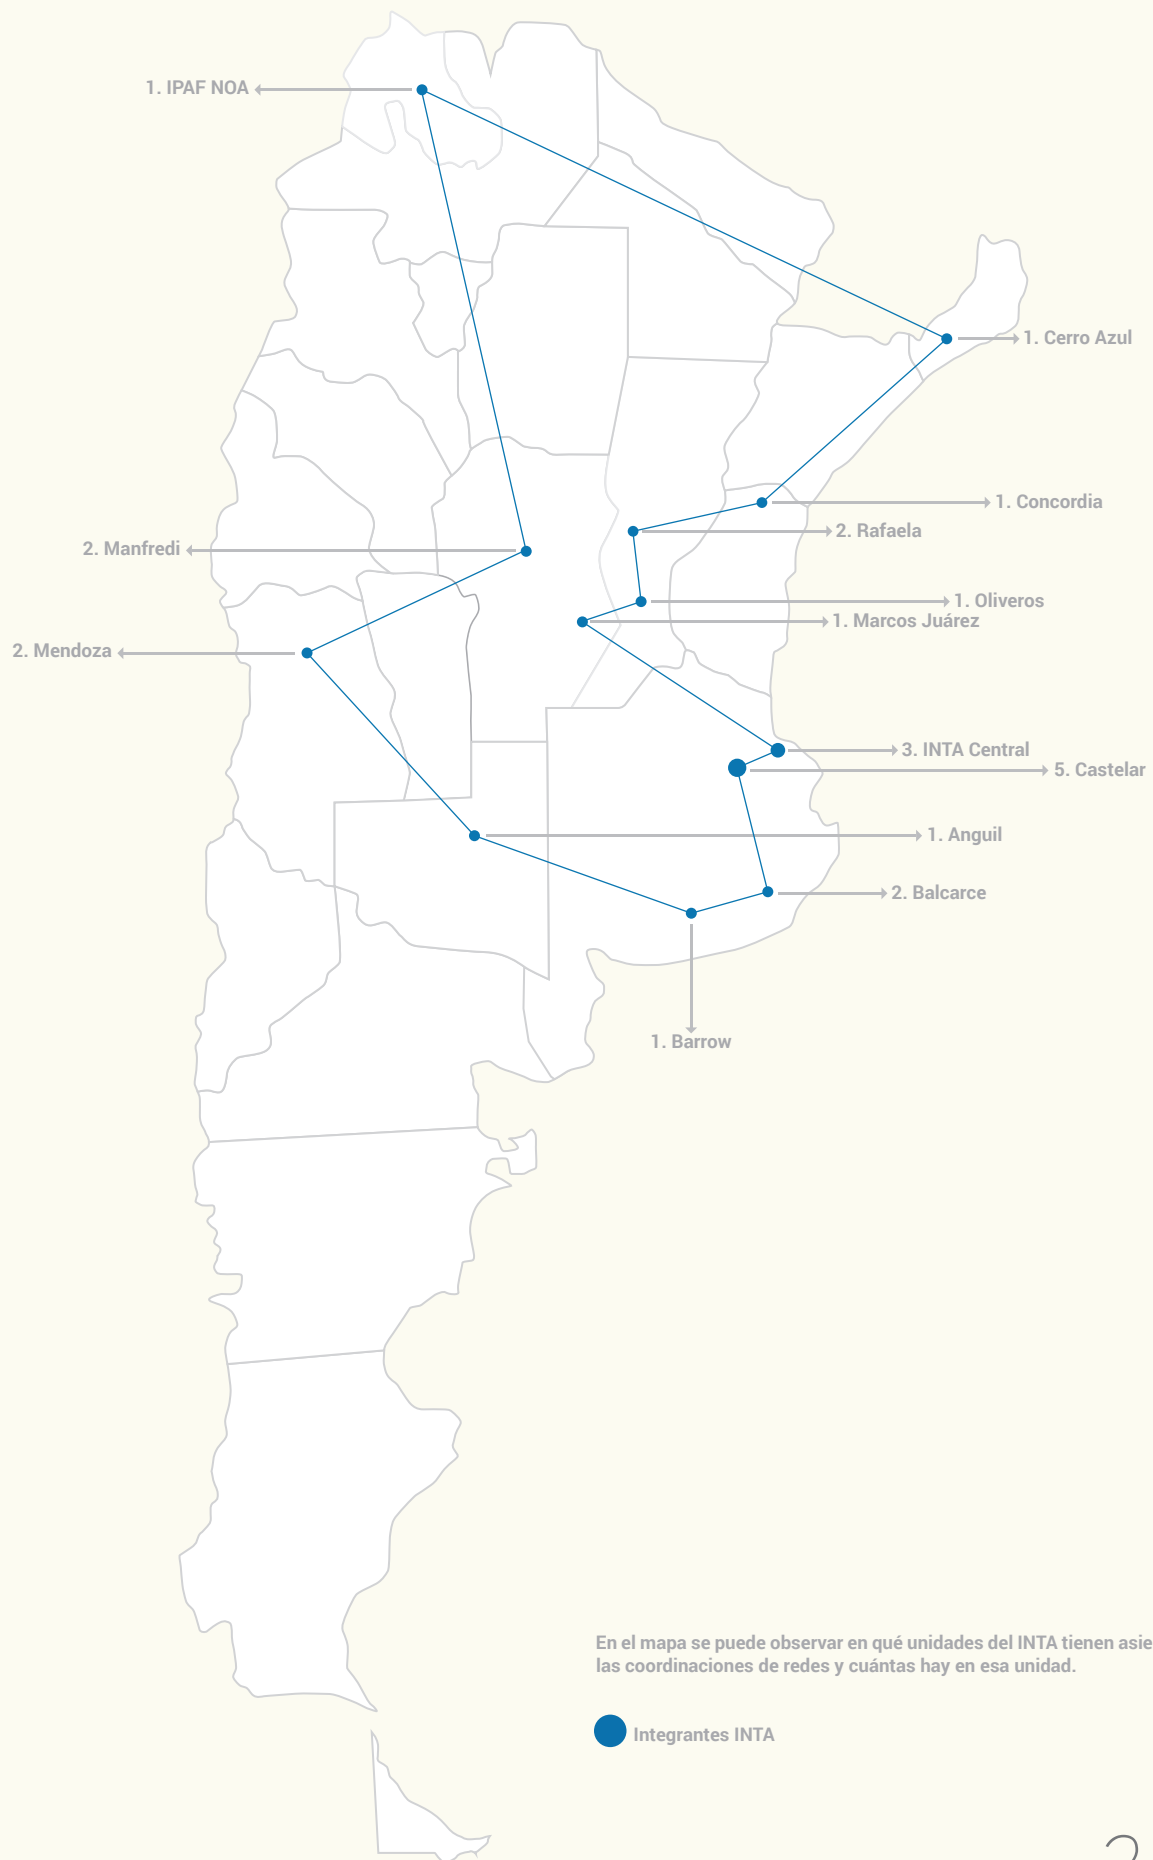 1. IPAF NOA
1. Cerro Azul
1. Concordia
2. Rafaela
2. Manfredi
1. Oliveros
1. Marcos Juárez
2. Mendoza
3. INTA Central
5. Castelar
1. Anguil
2. Balcarce
1. Barrow
En el mapa se puede observar en qué unidades del INTA tienen asie
las coordinaciones de redes y cuántas hay en esa unidad.
Integrantes INTA